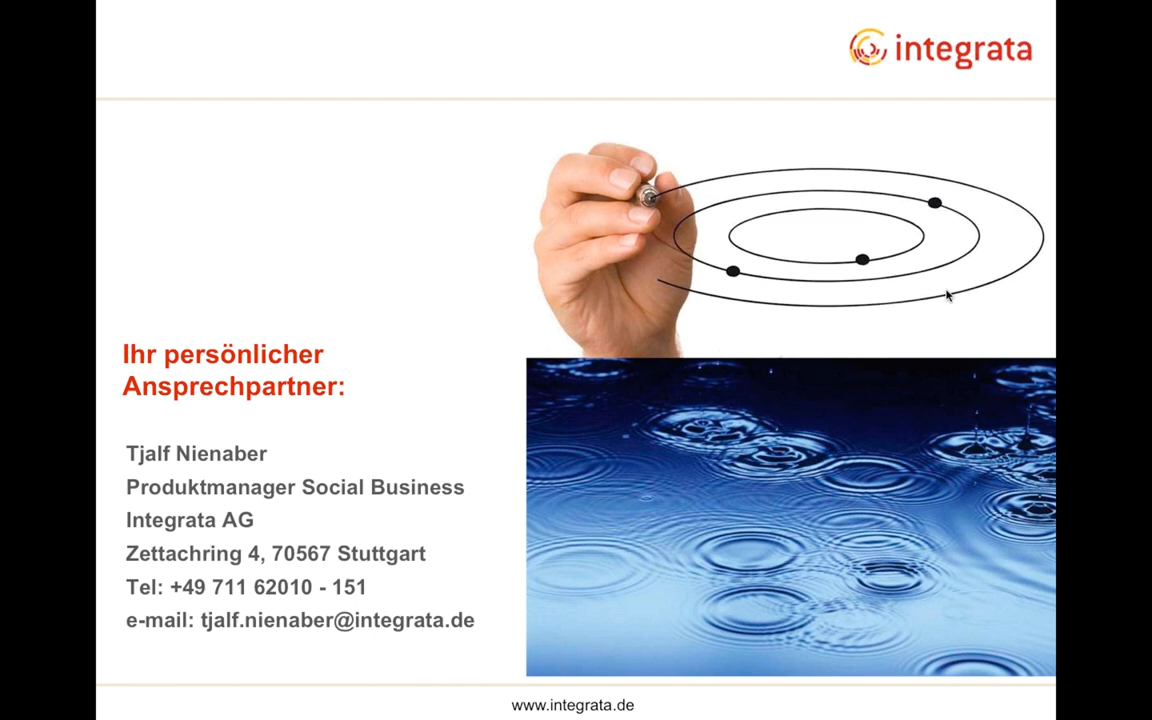 integrata
Ihr persönlicher
Ansprechpartner:
Tjalf Nienaber
Produktmanager Social Business
Integrata AG
Zettachring 4, 70567 Stuttgart
Tel: +49 711 62010 - 151
e-mail: tjalf.nienaber@integrata.de
www.integrata.de